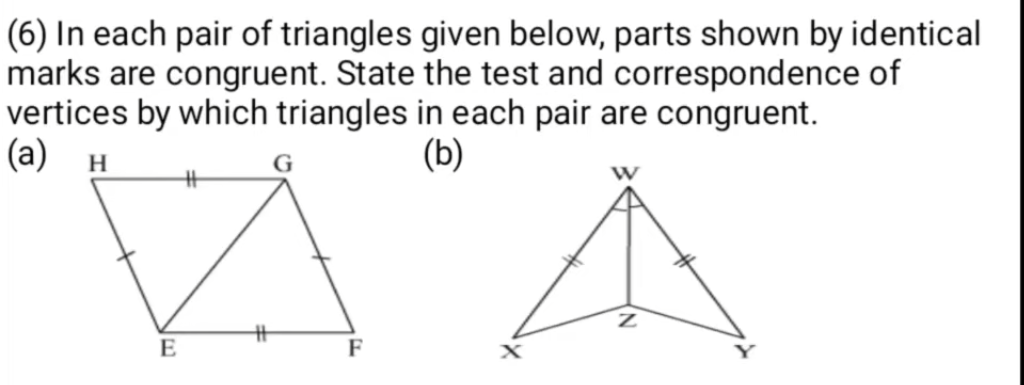 (6) In each pair of triangles given below, parts shown by identical
marks are congruent. State the test and correspondence of
vertices by which triangles in each pair are congruent.
(a) (b)
H G W
E F X Z Y